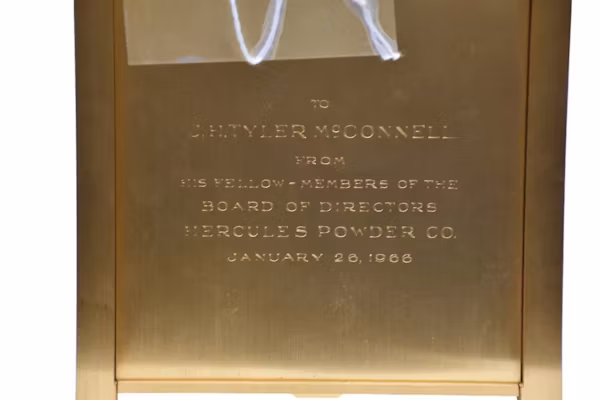 TO
J.H.TYLER McCONNELL
FROM
HIS FELLOW-MEMBERS OF THE
BOARD OF DIRECTORS
HERCULES POWDER CO.
JANUARY 26, 1966